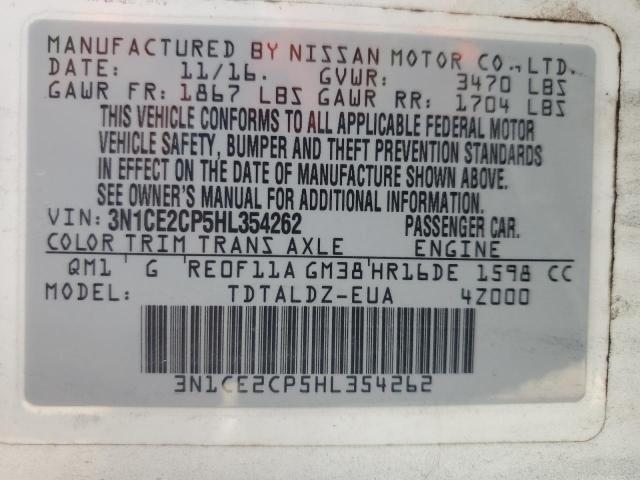 MANUFACTURED BY NISSAN MOTOR CO., LTD.
DATE: 11/16. GVWR: 3470 LBS
GAWR FR: 1867 LBS GAWR RR: 1704 LBS
THIS VEHICLE CONFORMS TO ALL APPLICABLE FEDERAL MOTOR
VEHICLE SAFETY, BUMPER AND THEFT PREVENTION STANDARDS
IN EFFECT ON THE DATE OF MANUFACTURE SHOWN ABOVE.
SEE OWNER'S MANUAL FOR ADDITIONAL INFORMATION.
VIN: 3N1CE2CP5HL354262 PASSENGER CAR.
COLOR TRIM TRANS AXLE ENGINE
QM1 G RE0F11A GM38 HR16DE 1598 CC
MODEL: TDTALDZ-EUA 4Z000
3N1CE2CP5HL354262